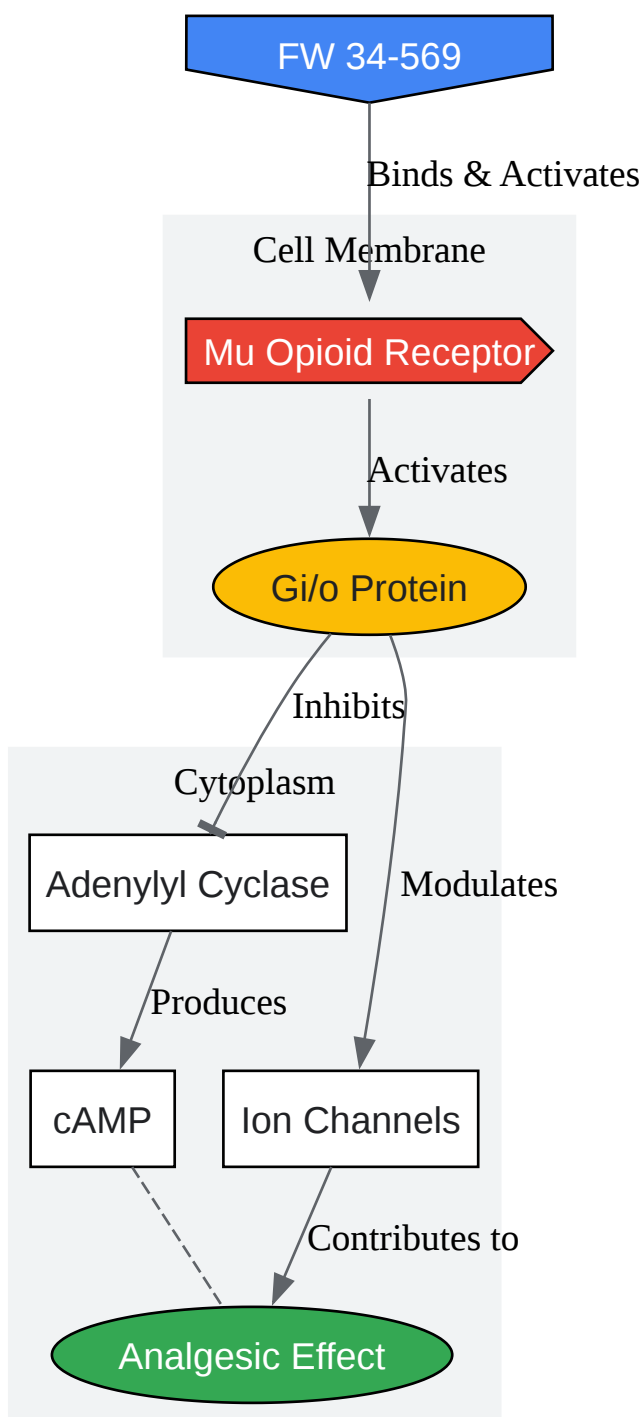 FW 34-569
Binds & Activates
Cell Membrane
Mu Opioid Receptor
Activates
Gi/o Protein
Inhibits
Cytoplasm
Adenylyl Cyclase
Modulates
Produces
cAMP
Ion Channels
Contributes to
Analgesic Effect